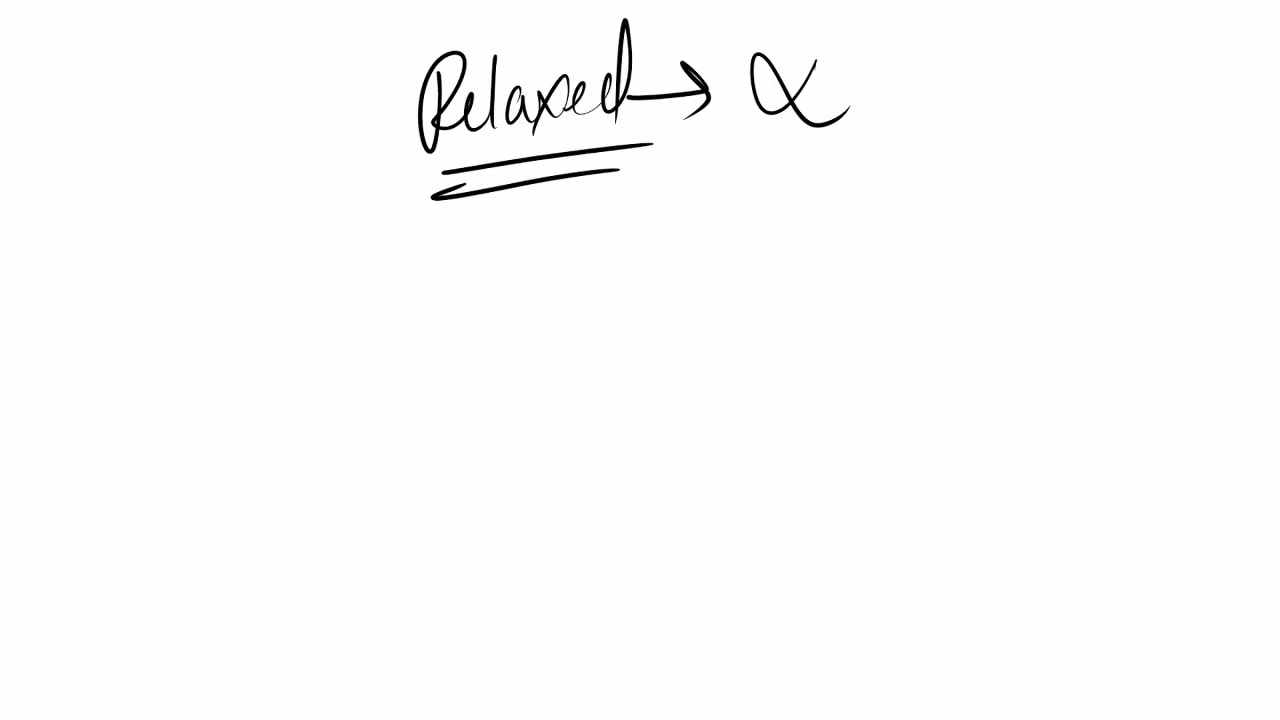 Relaxed → α